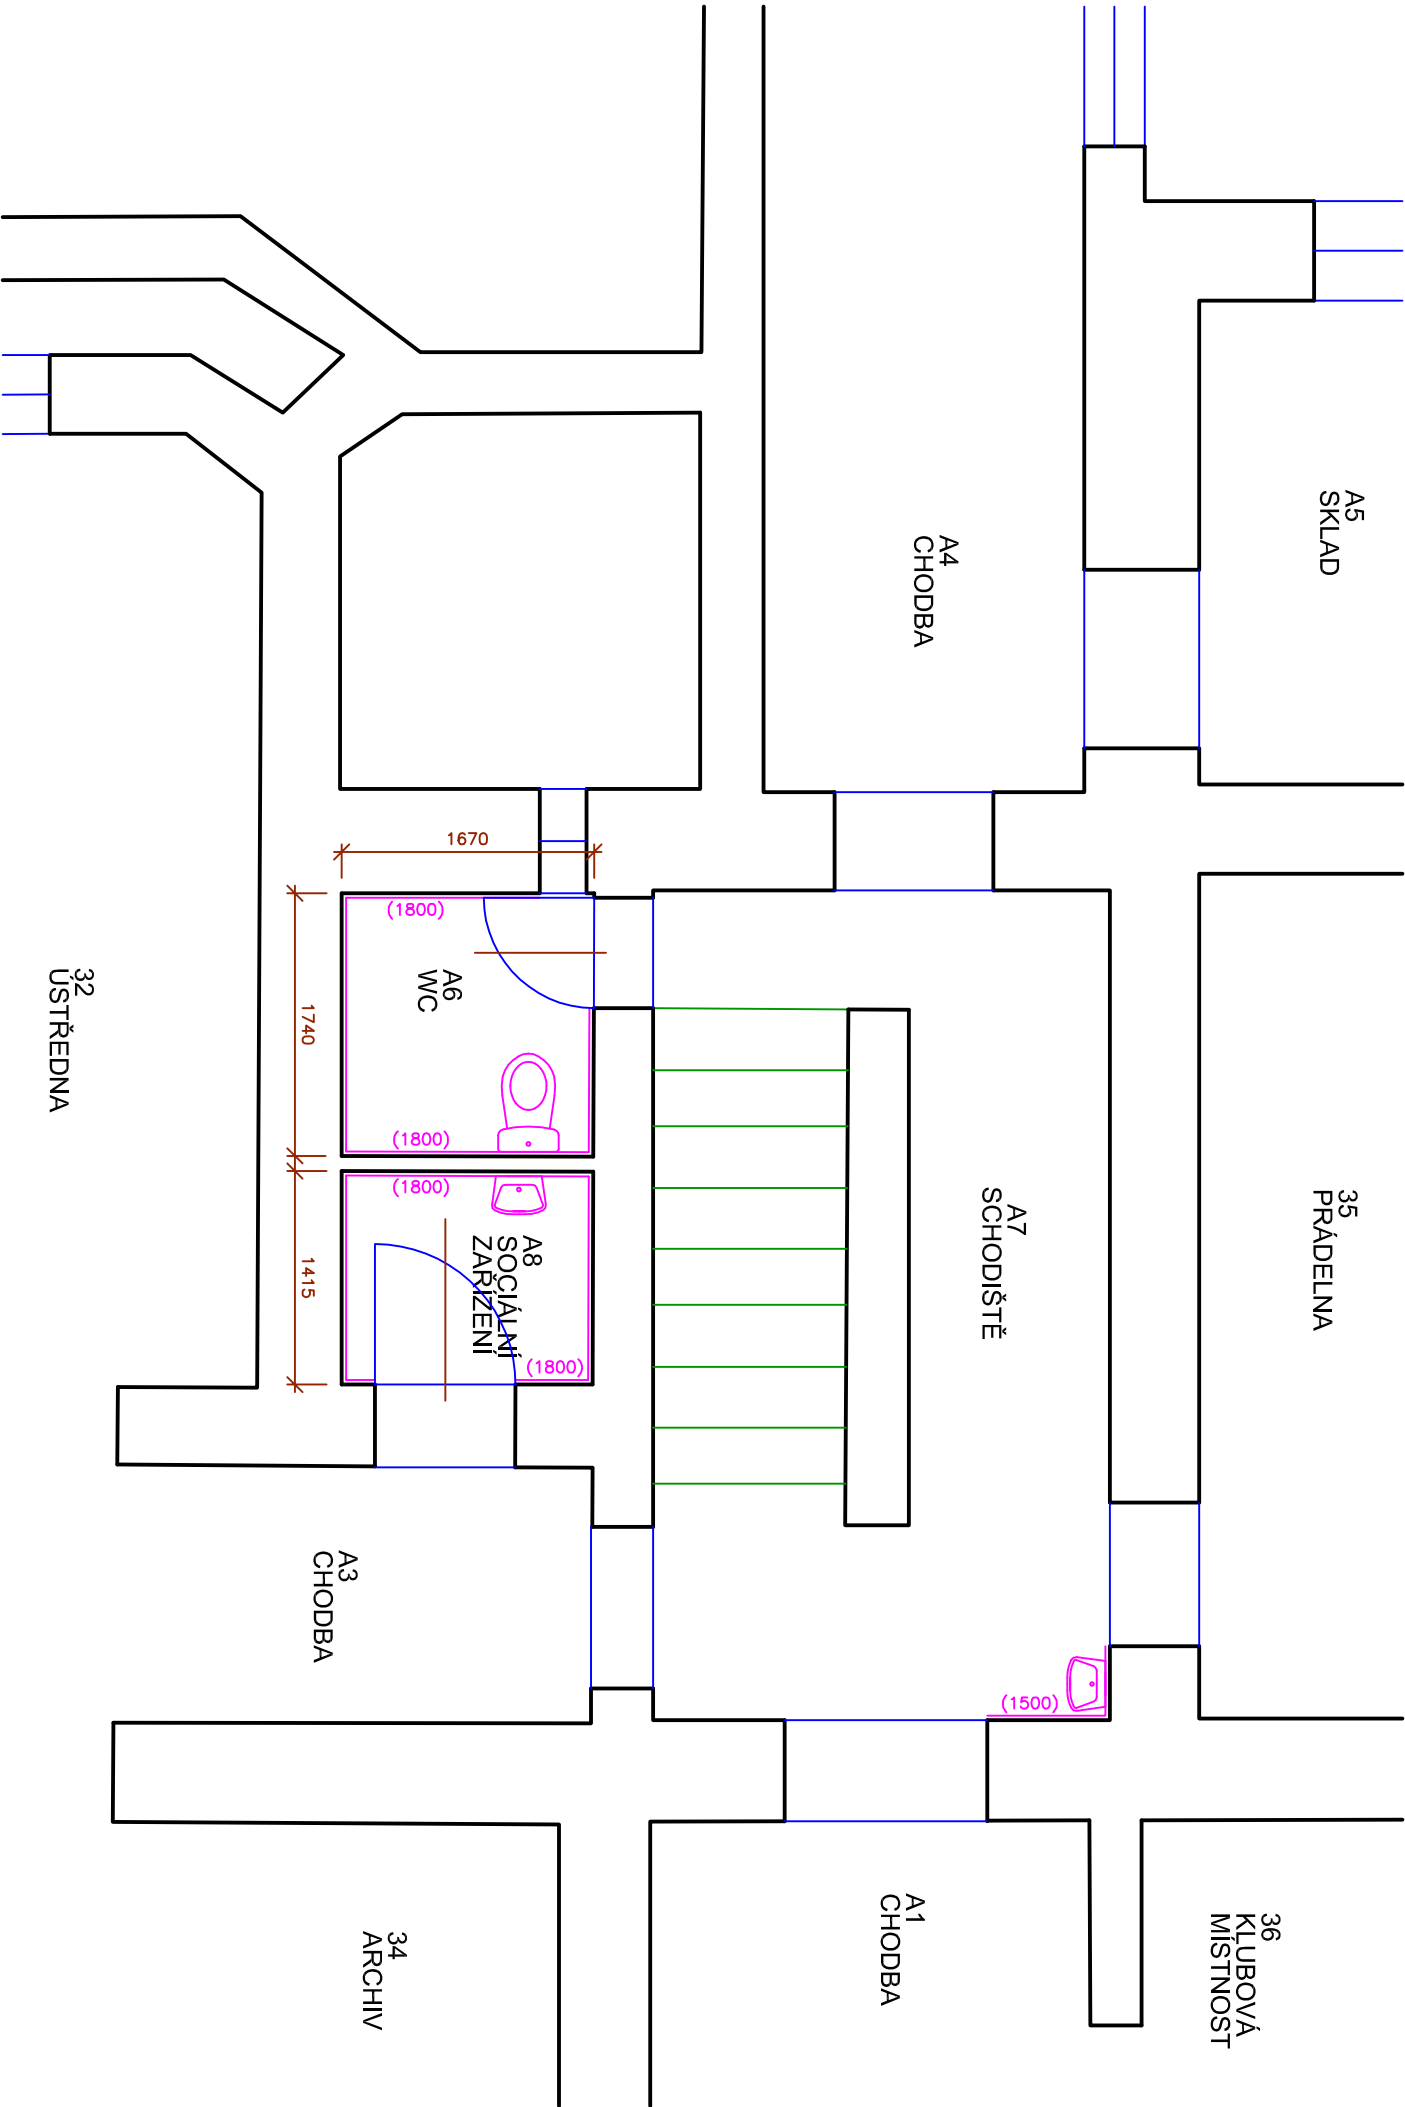 A5
SKLAD
A4
CHODBA
35
PRÁDELNA
A7
SCHODIŠTĚ
36
KLUBOVÁ
MÍSTNOST
A1
CHODBA
(1500)
1670
(1800)
A6
WC
(1800)
(1800)
A8
SOCIÁLNÍ
ZAŘÍZENÍ
(1800)
1740
1415
32
ÚSTŘEDNA
A3
CHODBA
34
ARCHIV